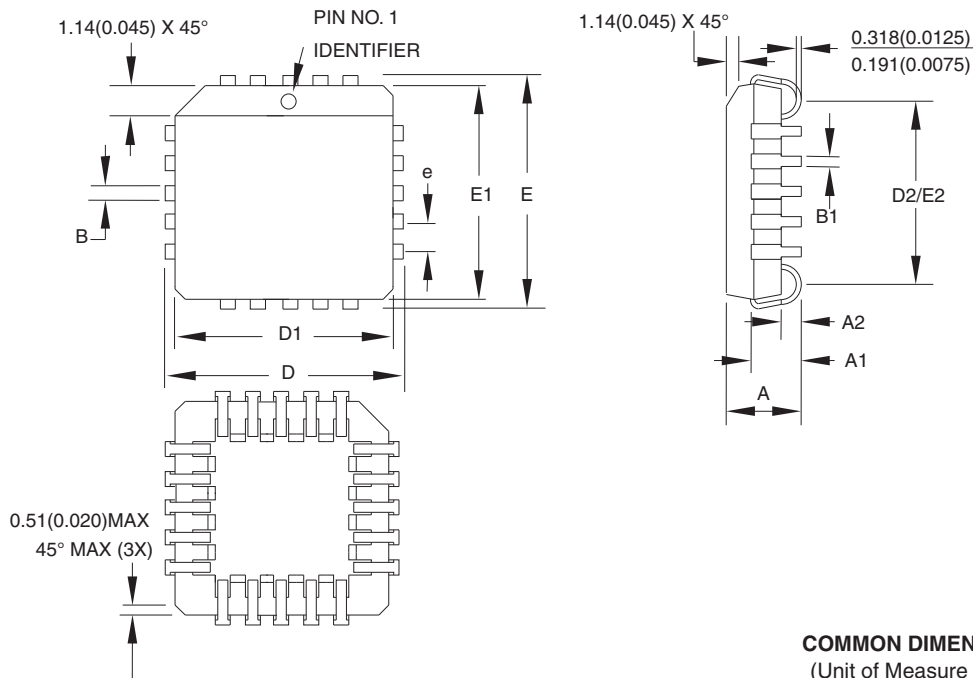 1.14(0.045) X 45°
PIN NO. 1
IDENTIFIER
1.14(0.045) X 45°
0.318(0.0125)
0.191(0.0075)
e
E1
E
B
B1
D2/E2
D1
D
A2
A1
A
0.51(0.020)MAX
45° MAX (3X)
COMMON DIMEN
(Unit of Measure